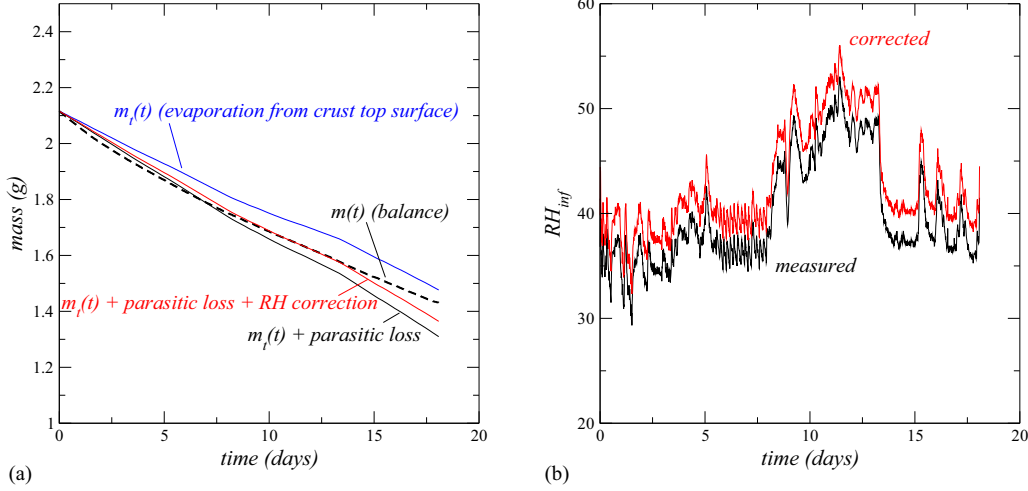 2.4
2.2
2
1.8
1.6
1.4
1.2
1
mass (g)
m_t(t) (evaporation from crust top surface)
m(t) (balance)
m_t(t) + parasitic loss + RH correction
m_t(t) + parasitic loss
0 5 10 15 20
time (days)
(a)
60
50
40
30
20
RH_inf
corrected
measured
0 5 10 15 20
time (days)
(b)